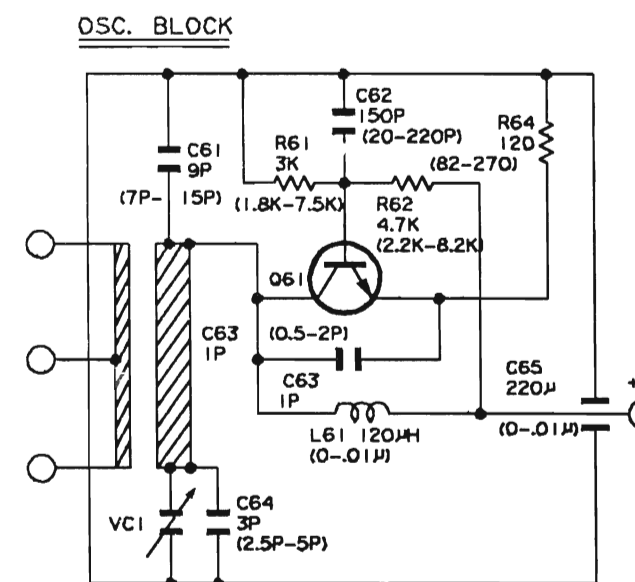 OSC. BLOCK
C62
150P
(20-220P)
R64
120
(82-270)
C61
9P
(7P- 15P)
R61
3K
(1.8K-7.5K)
R62
4.7K
(2.2K-8.2K)
Q61
C63
1P
(0.5-2P)
C63
1P
C65
220μ
(0-.01μ)
+
L61 120μH
(0-.01μ)
VC1
C64
3P
(2.5P-5P)